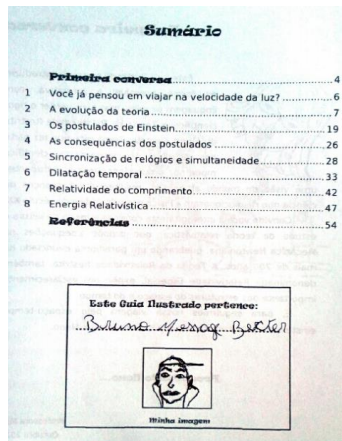 Sumário
Primeira conversa 4
1 Você já pensou em viajar na velocidade da luz? 6
2 A evolução da teoria 7
3 Os postulados de Einstein 19
4 As consequências dos postulados 26
5 Sincronização de relógios e simultaneidade 28
6 Dilatação temporal 33
7 Relatividade do comprimento 42
8 Energia Relativística 47
Referências 54
Este Guia Ilustrado pertence:
Bruno
Minha imagem